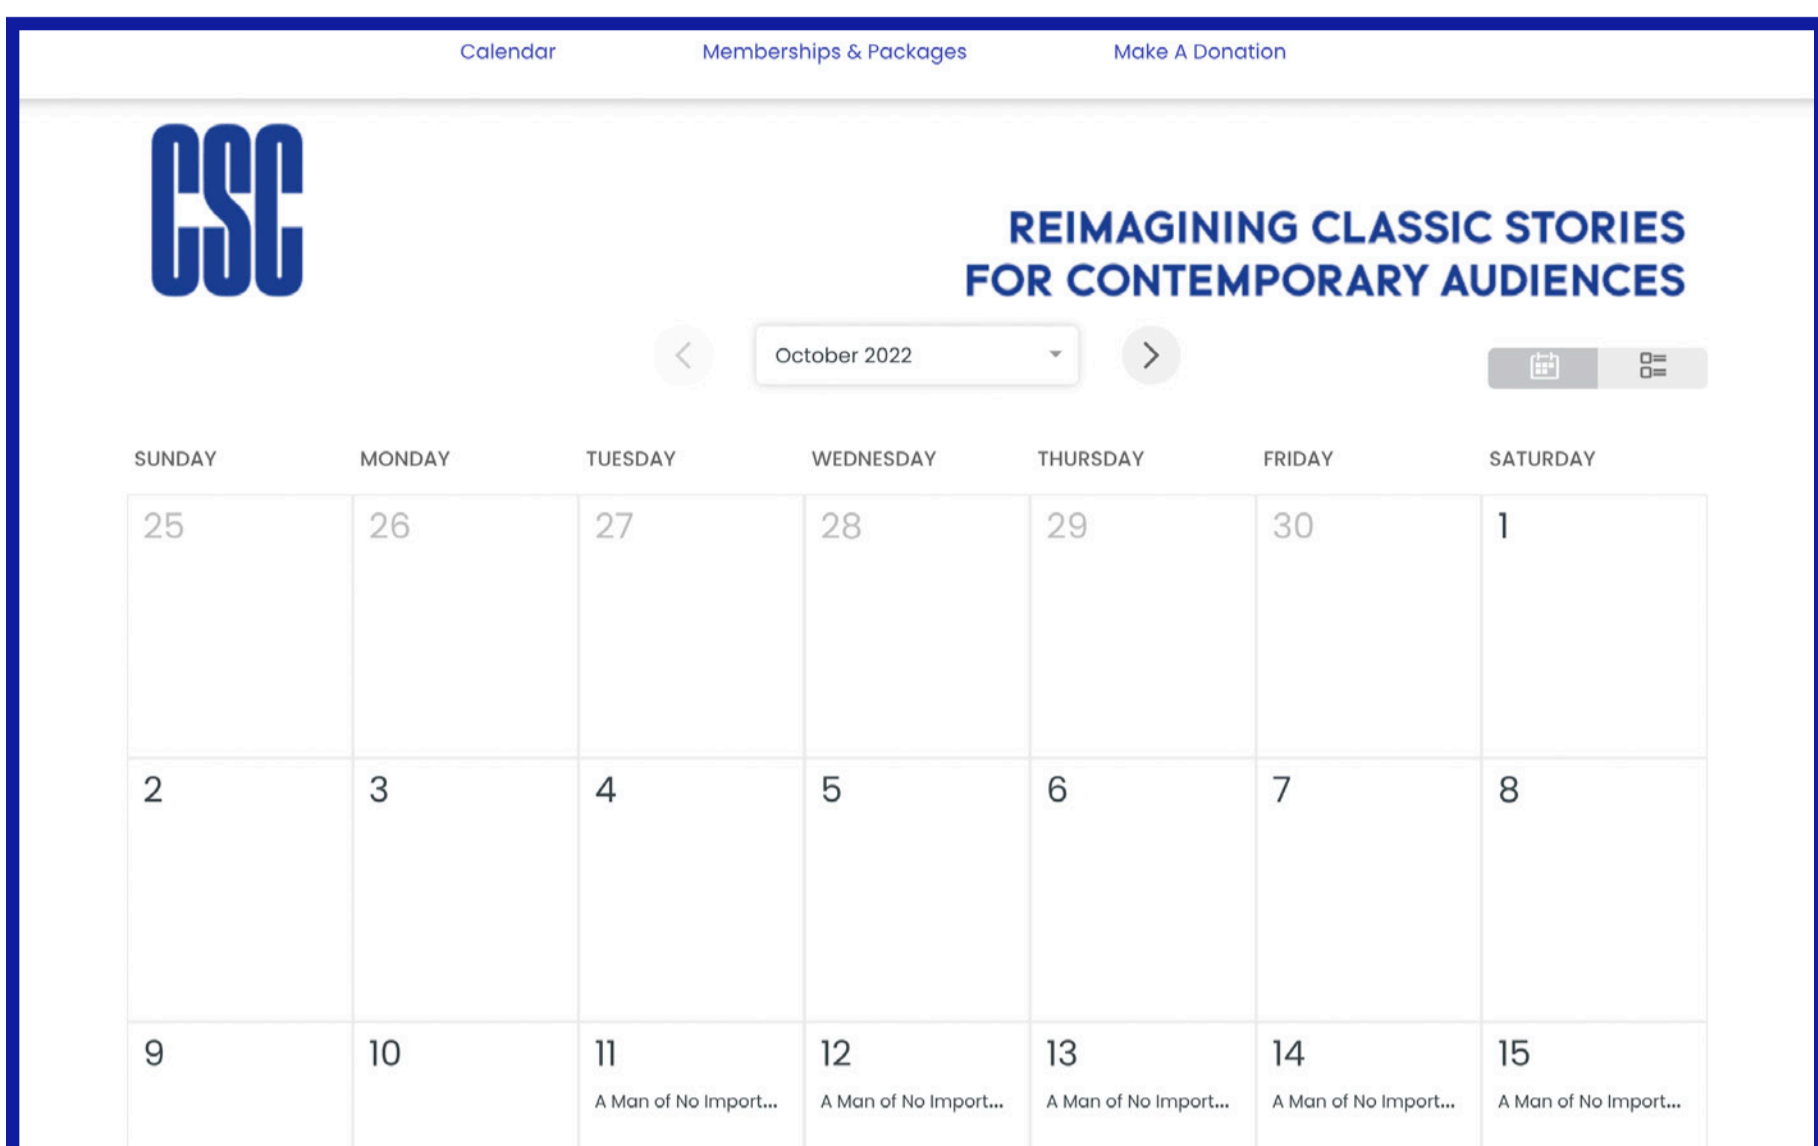 Calendar Memberships & Packages Make A Donation
CSC
REIMAGINING CLASSIC STORIES
FOR CONTEMPORARY AUDIENCES
October 2022
SUNDAY MONDAY TUESDAY WEDNESDAY THURSDAY FRIDAY SATURDAY
25 26 27 28 29 30 1
2 3 4 5 6 7 8
9 10 11 12 13 14 15
A Man of No Import... A Man of No Import... A Man of No Import... A Man of No Import... A Man of No Import...